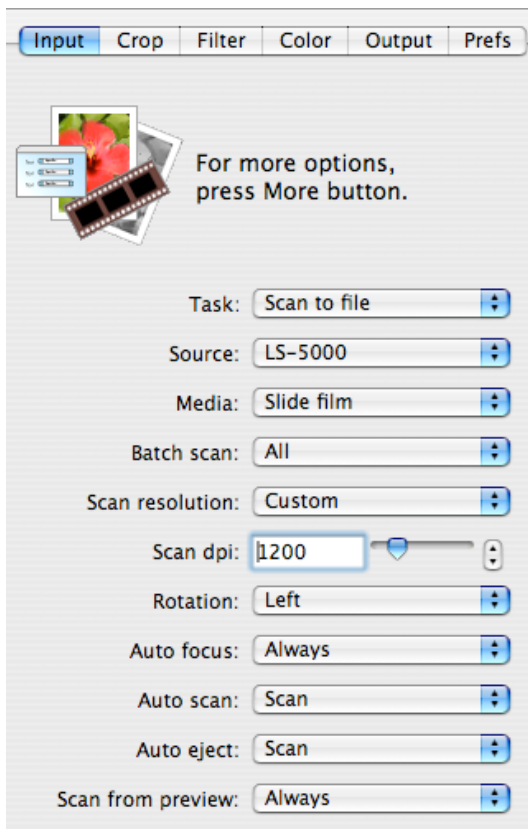 Input Crop Filter Color Output Prefs
For more options,
press More button.
Task: Scan to file
Source: LS-5000
Media: Slide film
Batch scan: All
Scan resolution: Custom
Scan dpi: 1200
Rotation: Left
Auto focus: Always
Auto scan: Scan
Auto eject: Scan
Scan from preview: Always